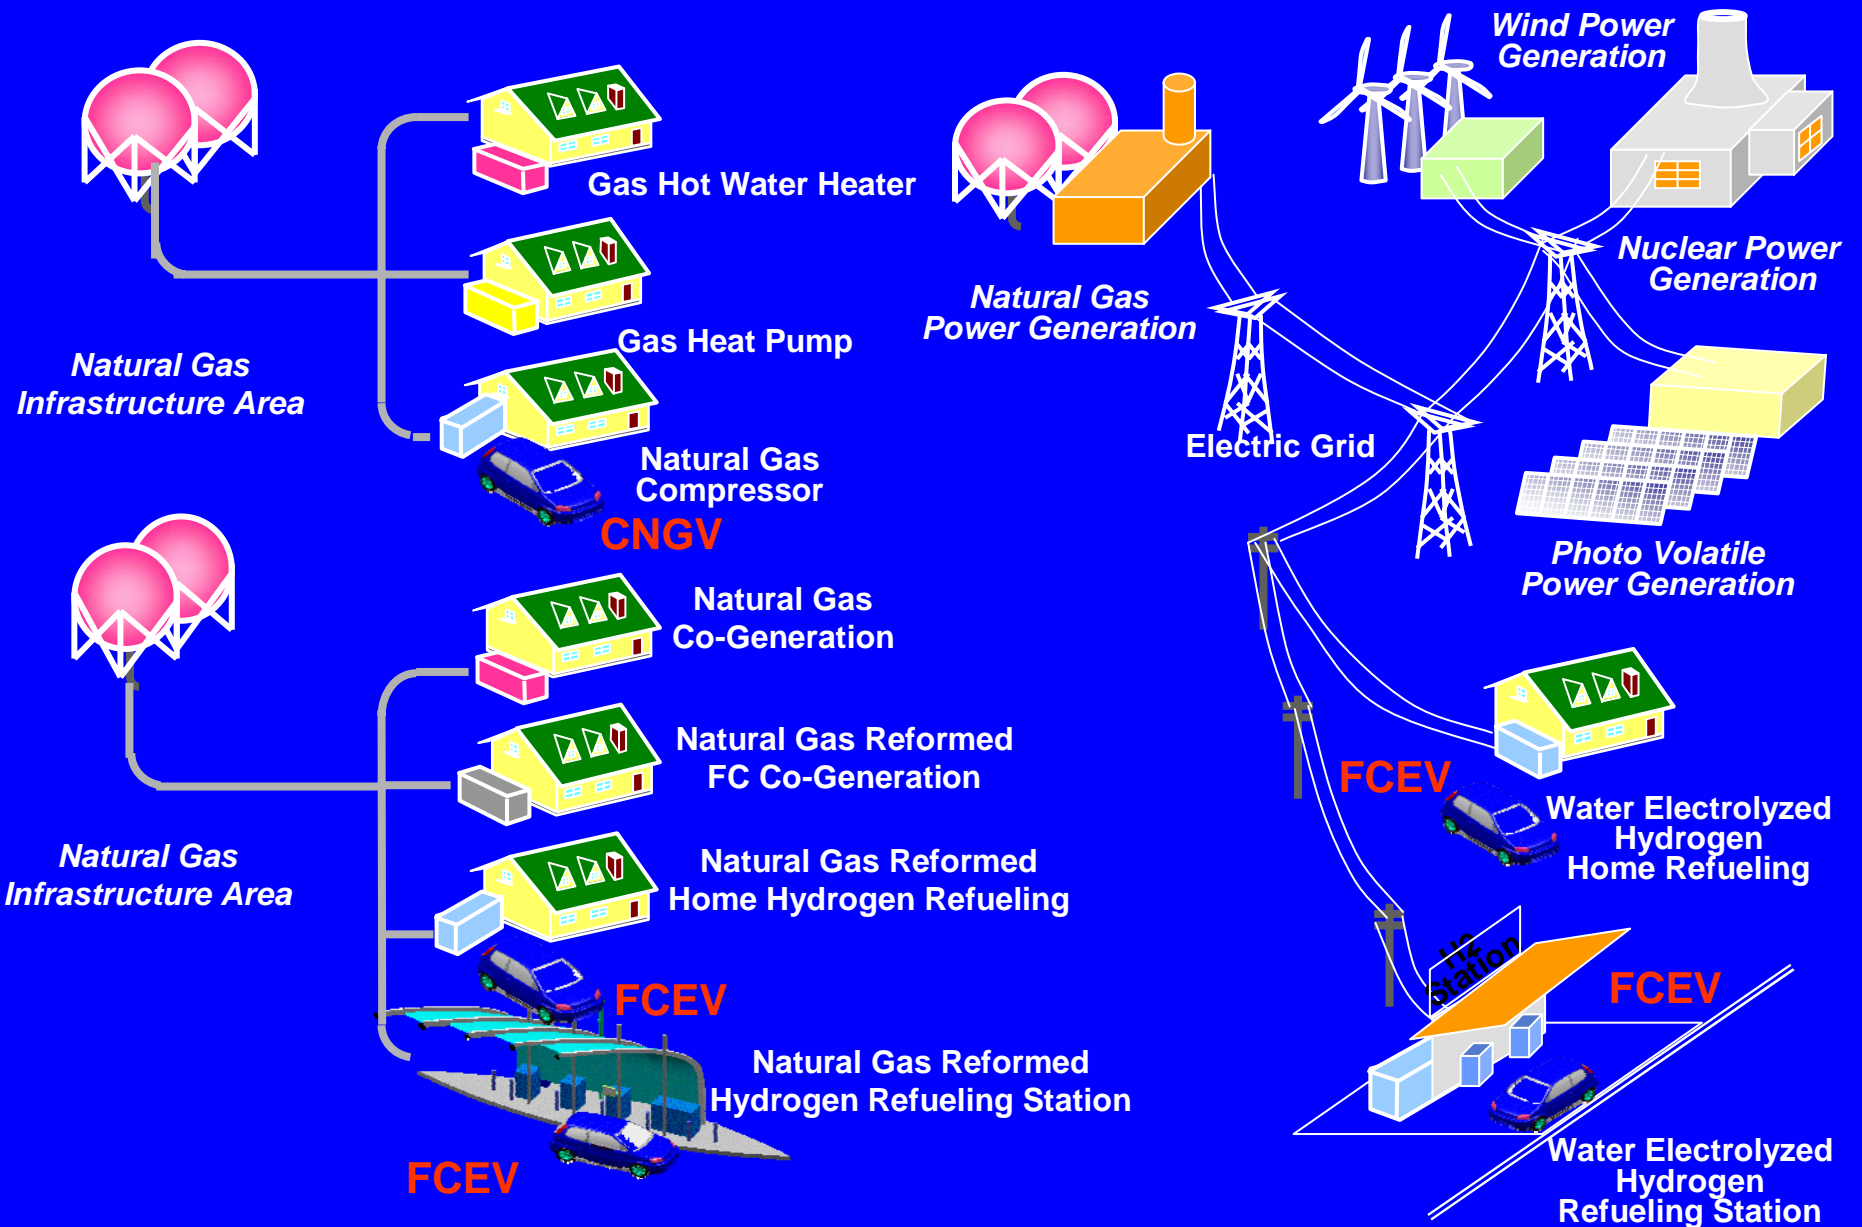 Gas Hot Water Heater
Gas Heat Pump
Natural Gas
Infrastructure Area
Natural Gas
Compressor
CNGV
Natural Gas
Co-Generation
Natural Gas Reformed
FC Co-Generation
Natural Gas
Infrastructure Area
Natural Gas Reformed
Home Hydrogen Refueling
FCEV
Natural Gas Reformed
Hydrogen Refueling Station
FCEV
Wind Power
Generation
Nuclear Power
Generation
Natural Gas
Power Generation
Electric Grid
Photo Volatile
Power Generation
FCEV
Water Electrolyzed
Hydrogen
Home Refueling
H2
Station
FCEV
Water Electrolyzed
Hydrogen
Refueling Station